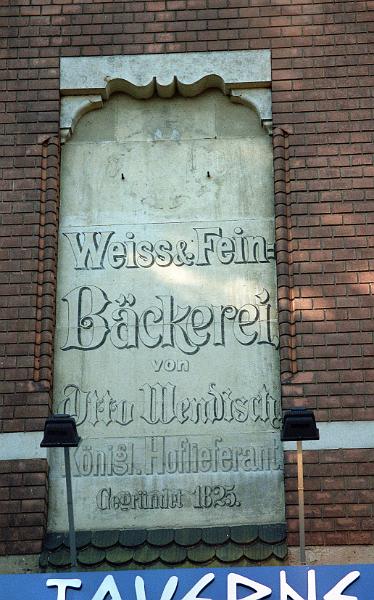 Weiss & Fein=
Bäckerei
von
Otto Wendisch,
Königl. Hoflieferant.
Gegründet 1825.
TAVERNE